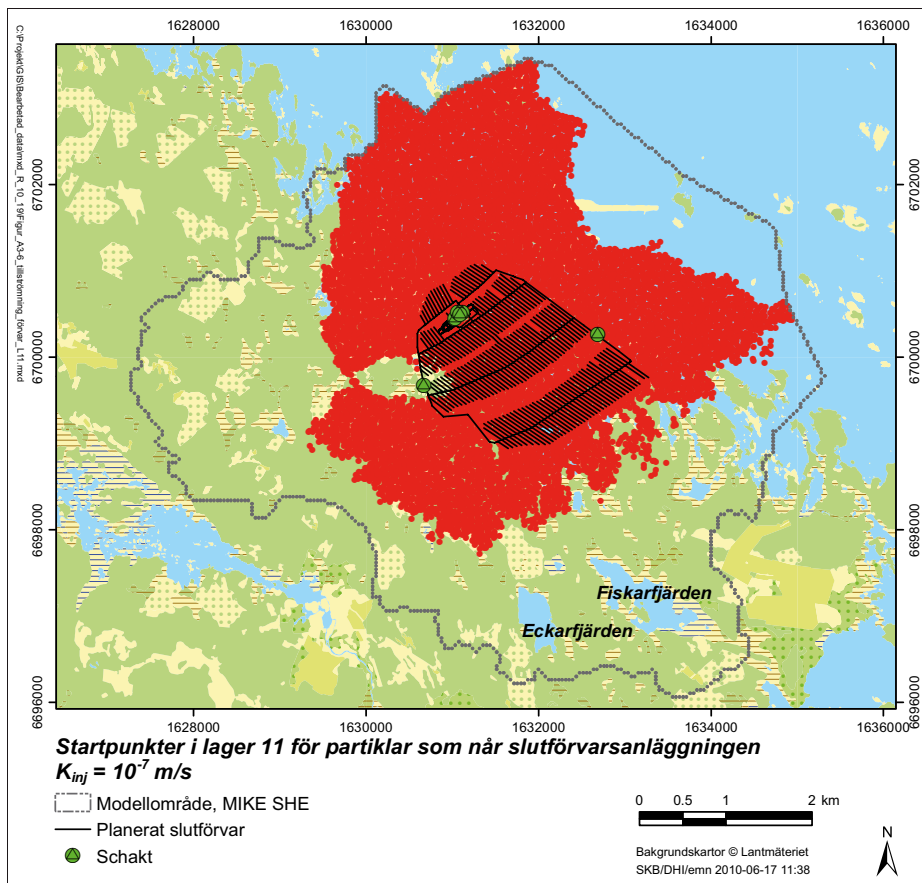 1628000 1630000 1632000 1634000 1636000
C:\Projekt\GIS\Bearbetad_data\mxd_R_10_19\Figur_A3-6_tillströmning_förvar_L11.mxd
6702000 6702000
6700000 6700000
6698000 6698000
6696000 6696000
Fiskarfjärden
Eckarfjärden
1628000 1630000 1632000 1634000 1636000
Startpunkter i lager 11 för partiklar som når slutförvarsanläggningen
K_inj = 10^-7 m/s
Modellområde, MIKE SHE
Planerat slutförvar
Schakt
0 0.5 1 2 km
Bakgrundskartor © Lantmäteriet
SKB/DHI/emn 2010-06-17 11:38
N